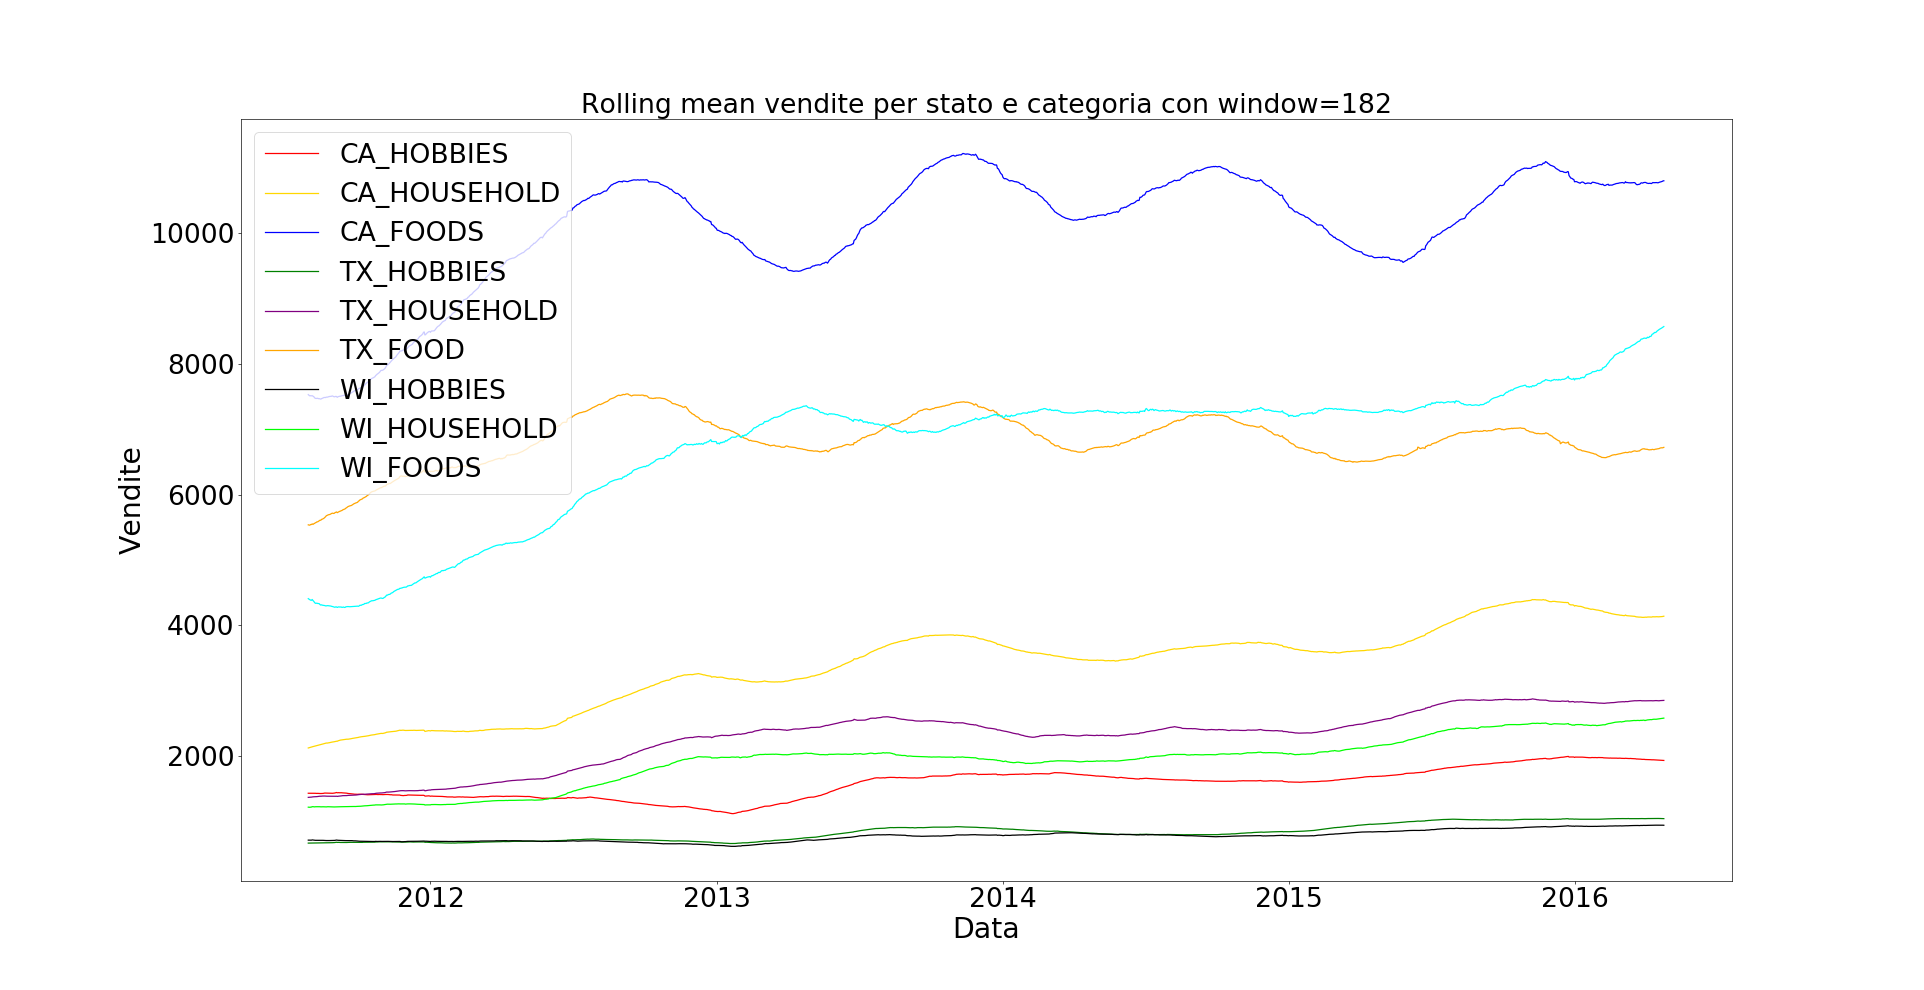 Rolling mean vendite per stato e categoria con window=182
CA_HOBBIES
CA_HOUSEHOLD
CA_FOODS
TX_HOBBIES
TX_HOUSEHOLD
TX_FOOD
WI_HOBBIES
WI_HOUSEHOLD
WI_FOODS
10000
8000
6000
4000
2000
Vendite
2012 2013 2014 2015 2016
Data